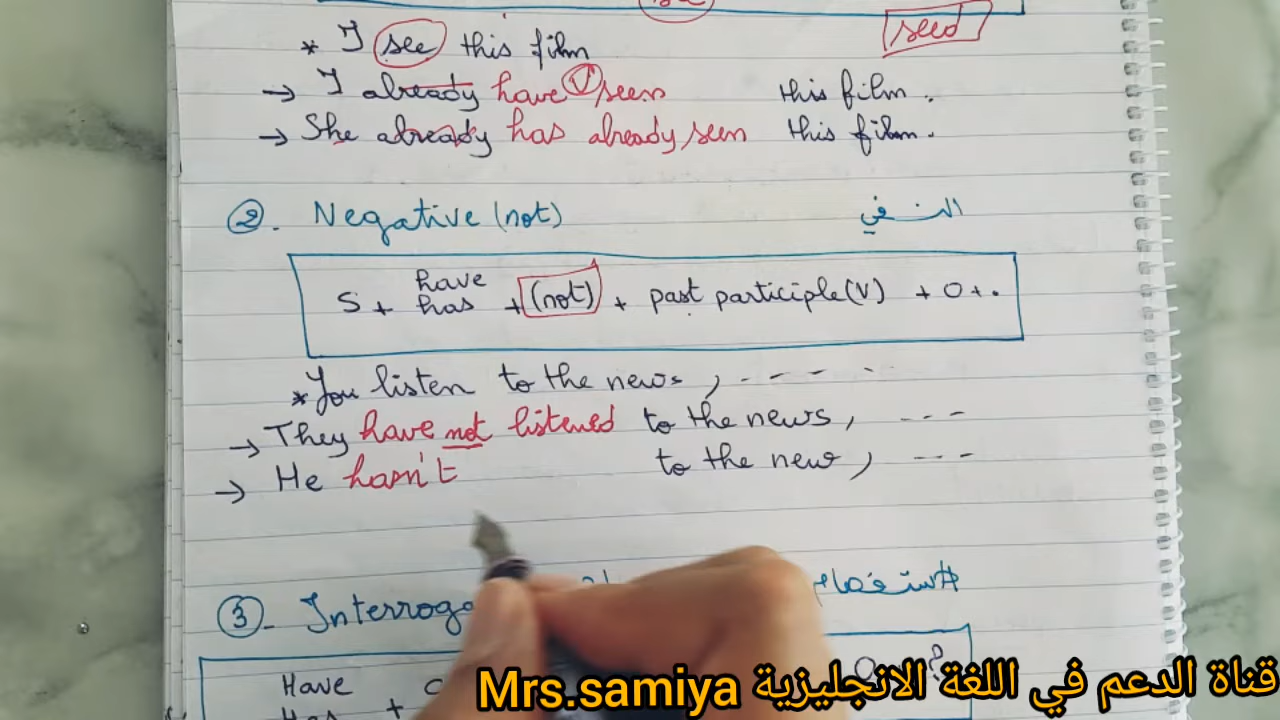 seed
* I see this film
→ I already have √ seen this film.
→ She already has already seen this film.
②. Negative (not) النفي
S + have has + (not) + past participle (V) + O + .
* You listen to the news, - - - -
→ They have not listened to the news, - - -
→ He hasn't to the new, - - -
③- Interroga
Have
Has + O ?
Mrs.samiya قناة الدعم في اللغة الانجليزية